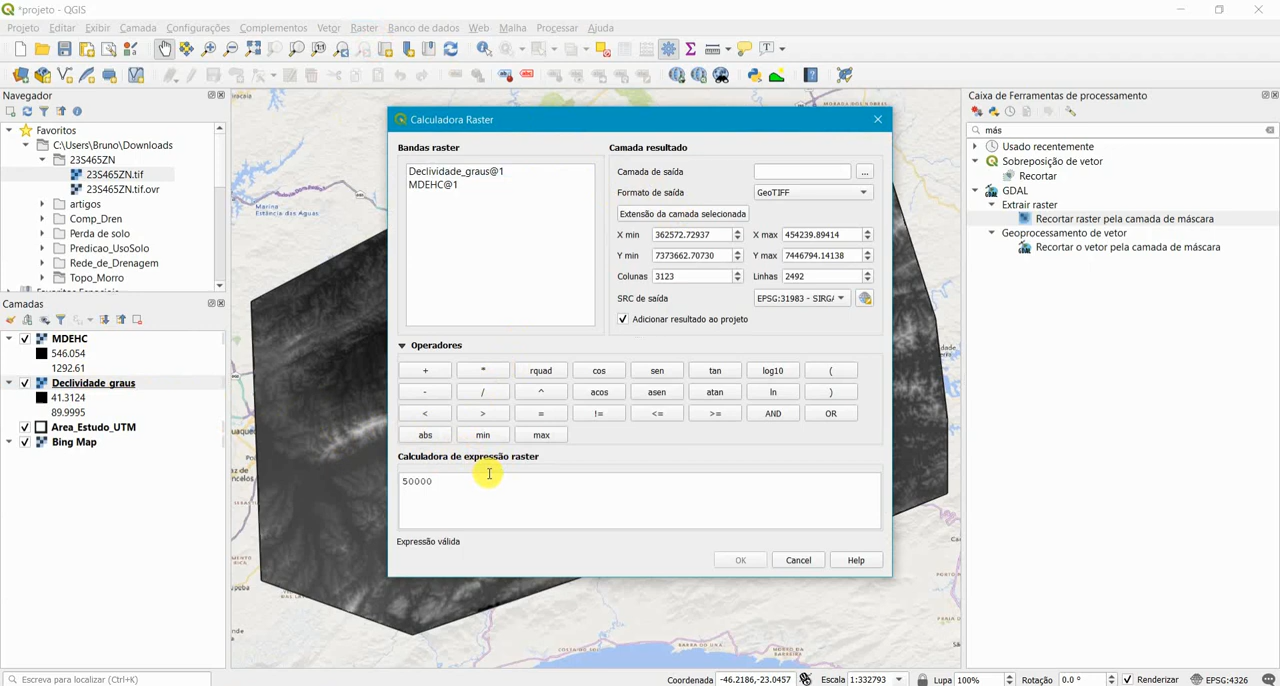 *projeto - QGIS
Projeto Editar Exibir Camada Configurações Complementos Vetor Raster Banco de dados Web Malha Processar Ajuda
Navegador
Favoritos
C:\Users\Bruno\Downloads
23S465ZN
23S465ZN.tif
23S465ZN.tif.ovr
artigos
Comp_Dren
Perda de solo
Predicao_UsoSolo
Rede_de_Drenagem
Topo_Morro
Camadas
MDEHC
546.054
1292.61
Declividade_graus
41.3124
89.9995
Area_Estudo_UTM
Bing Map
Marina
Estância das Águas
Calculadora Raster
Bandas raster
Declividade_graus@1
MDEHC@1
Camada resultado
Camada de saída ...
Formato de saída GeoTIFF
Extensão da camada selecionada
X min 362572.72937 X max 454239.89414
Y min 7373662.70730 Y max 7446794.14138
Colunas 3123 Linhas 2492
SRC de saída EPSG:31983 - SIRGA
Adicionar resultado ao projeto
Operadores
+ * rquad cos sen tan log10 (
- / ^ acos asen atan ln )
< > = != <= >= AND OR
abs min max
Calculadora de expressão raster
50000
Expressão válida
OK Cancel Help
Caixa de Ferramentas de processamento
más
Usado recentemente
Sobreposição de vetor
Recortar
GDAL
Extrair raster
Recortar raster pela camada de máscara
Geoprocessamento de vetor
Recortar o vetor pela camada de máscara
Escreva para localizar (Ctrl+K)
Coordenada -46.2186,-23.0457 Escala 1:332793 Lupa 100% Rotação 0.0 ° Renderizar EPSG:4326